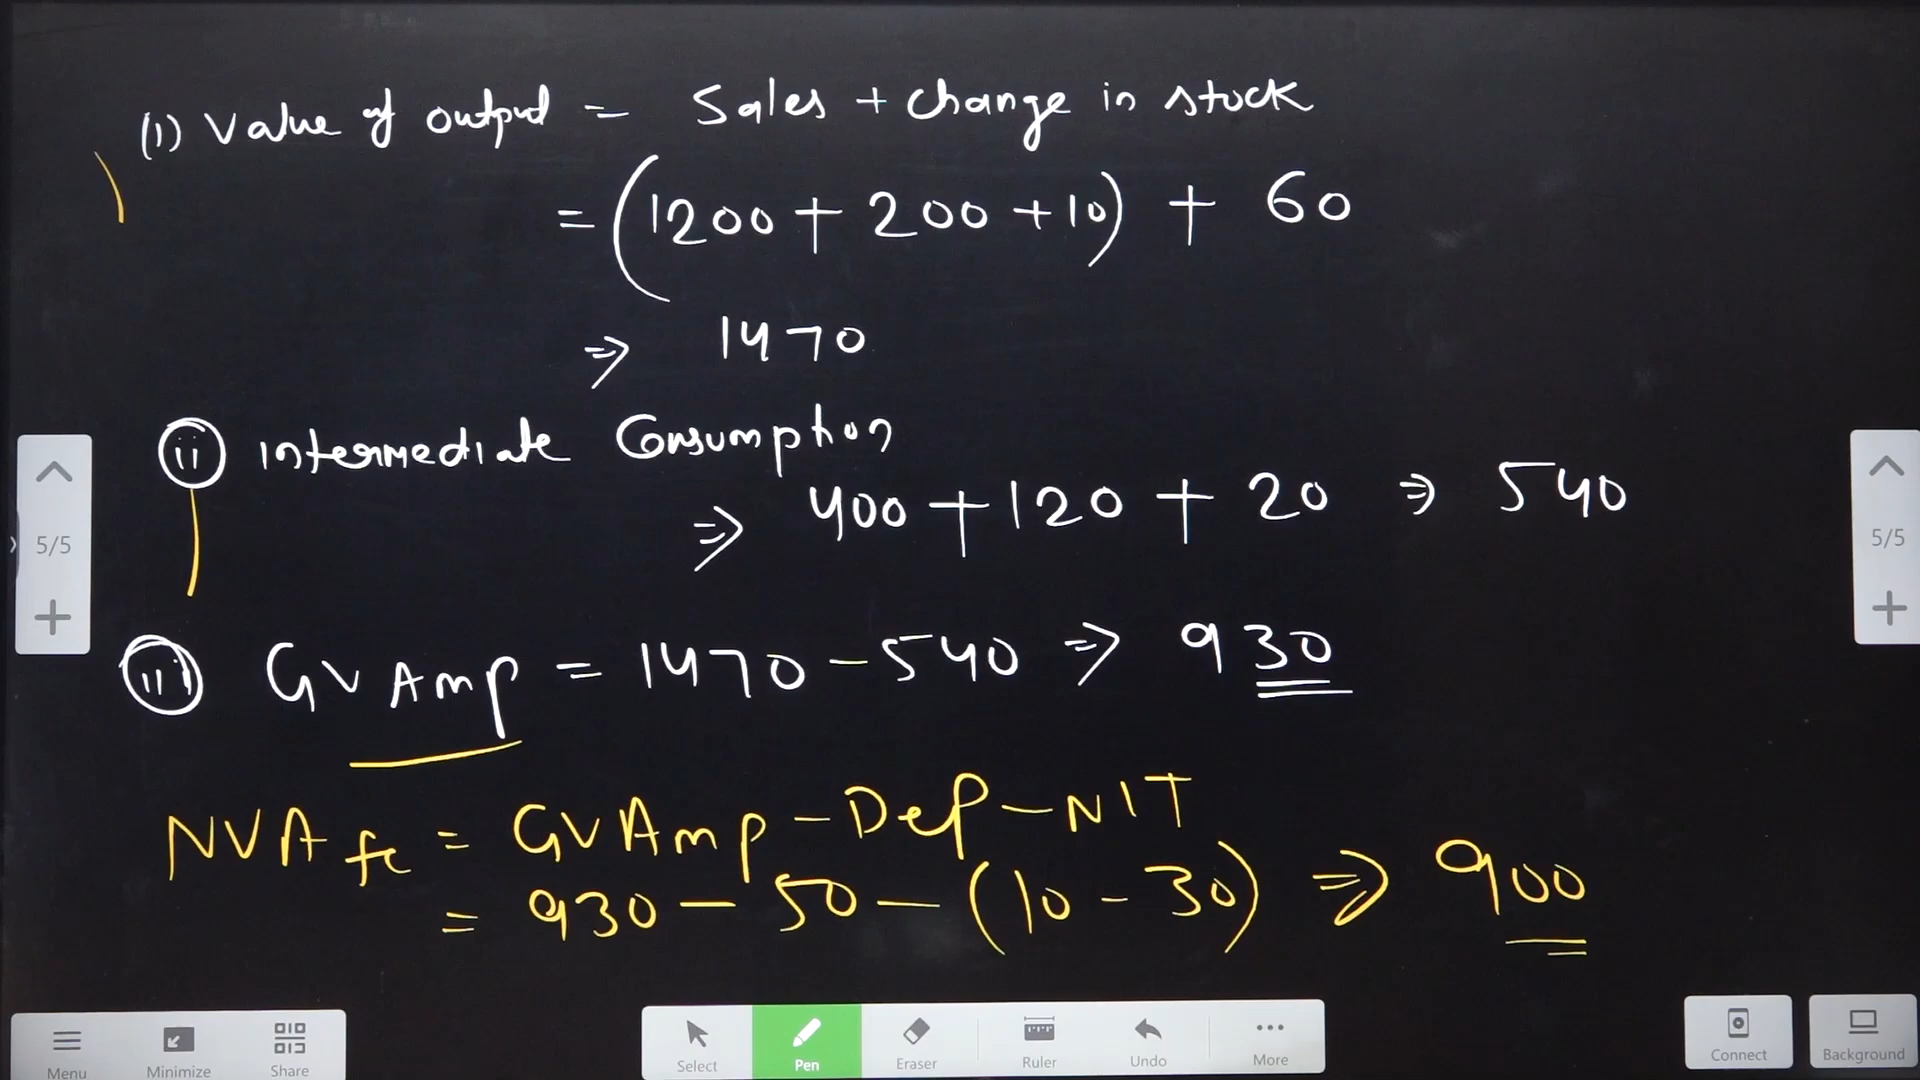 (1) Value of output = Sales + change in stock
= (1200 + 200 + 10) + 60
⇒ 1470
(ii) Intermediate Consumption
⇒ 400 + 120 + 20 ⇒ 540
(iii) GVAmp = 1470 - 540 ⇒ 930
NVAfc = GVAmp - Dep - NIT
= 930 - 50 - (10 - 30) ⇒ 900
5/5
5/5
Menu Minimize Share Select Pen Eraser Ruler Undo More Connect Background